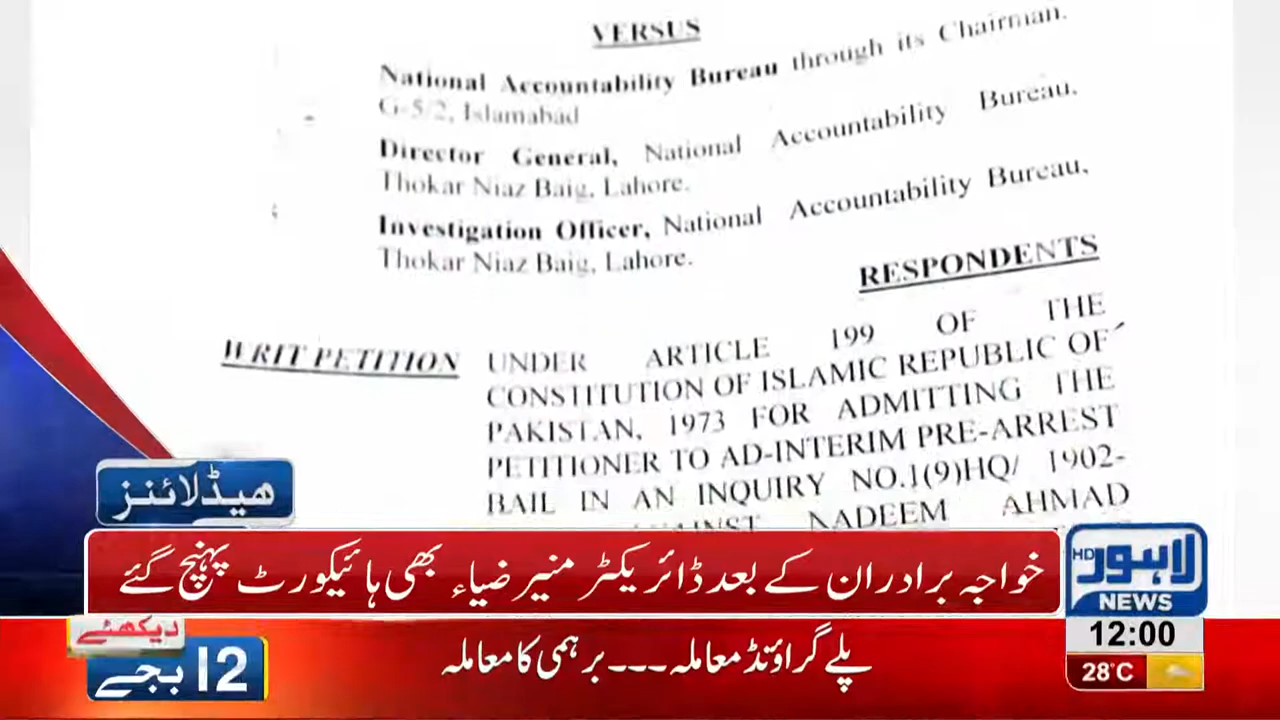 VERSUS
National Accountability Bureau through its Chairman.
G-5/2, Islamabad
Director General, National Accountability Bureau,
Thokar Niaz Baig, Lahore.
Investigation Officer, National Accountability Bureau,
Thokar Niaz Baig, Lahore.
RESPONDENTS
WRIT PETITION UNDER ARTICLE 199 OF THE
CONSTITUTION OF ISLAMIC REPUBLIC OF
PAKISTAN, 1973 FOR ADMITTING THE
PETITIONER TO AD-INTERIM PRE-ARREST
BAIL IN AN INQUIRY NO.1(9)HQ/ 1902-
NADEEM AHMAD
ہیڈلائنز
خواجہ برادران کے بعد ڈائریکٹر منیر ضیاء بھی ہائیکورٹ پہنچ گئے
لاہور HD
NEWS
12:00
28°C
دیکھئے
12 بجے
پلے گراؤنڈ معاملہ ۔۔۔ برہمی کا معاملہ